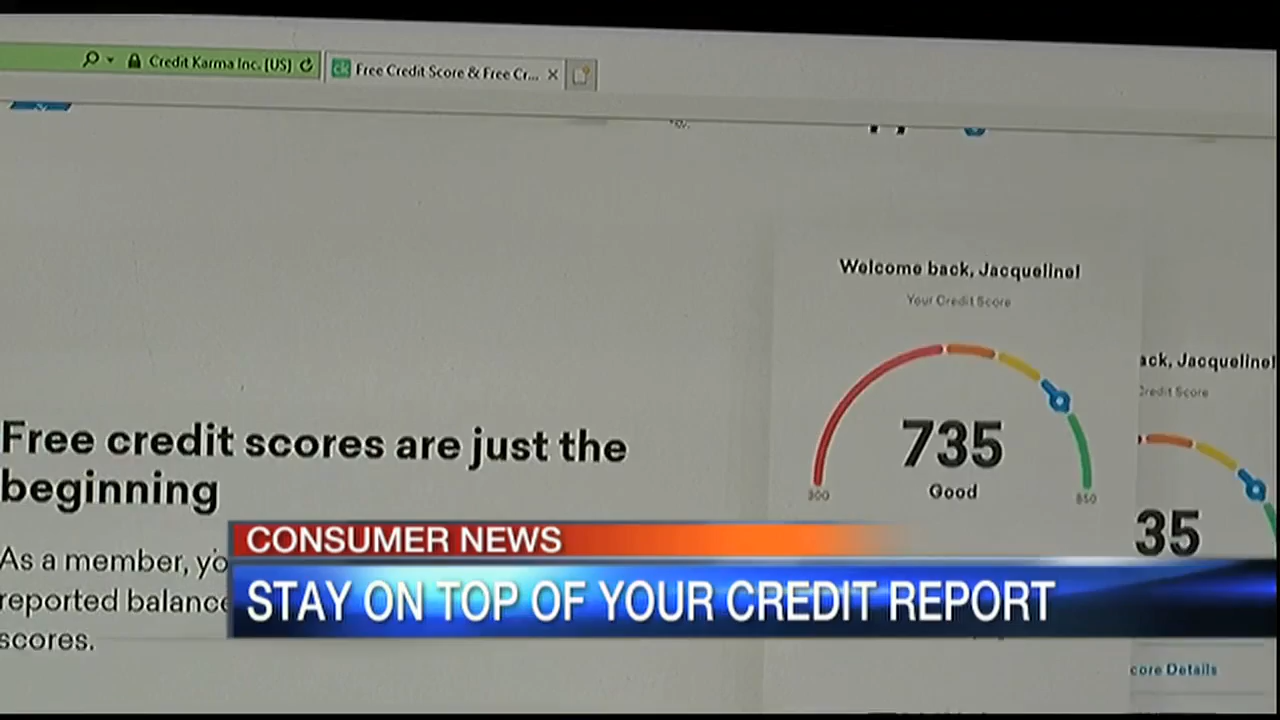 Credit Karma Inc. [US]
ck Free Credit Score & Free Cr...
Welcome back, Jacqueline!
Your Credit Score
735
Good
300
850
ack, Jacqueline!
Credit Score
35
Free credit scores are just the
beginning
As a member, yo
reported balance
scores.
CONSUMER NEWS
STAY ON TOP OF YOUR CREDIT REPORT
core Details